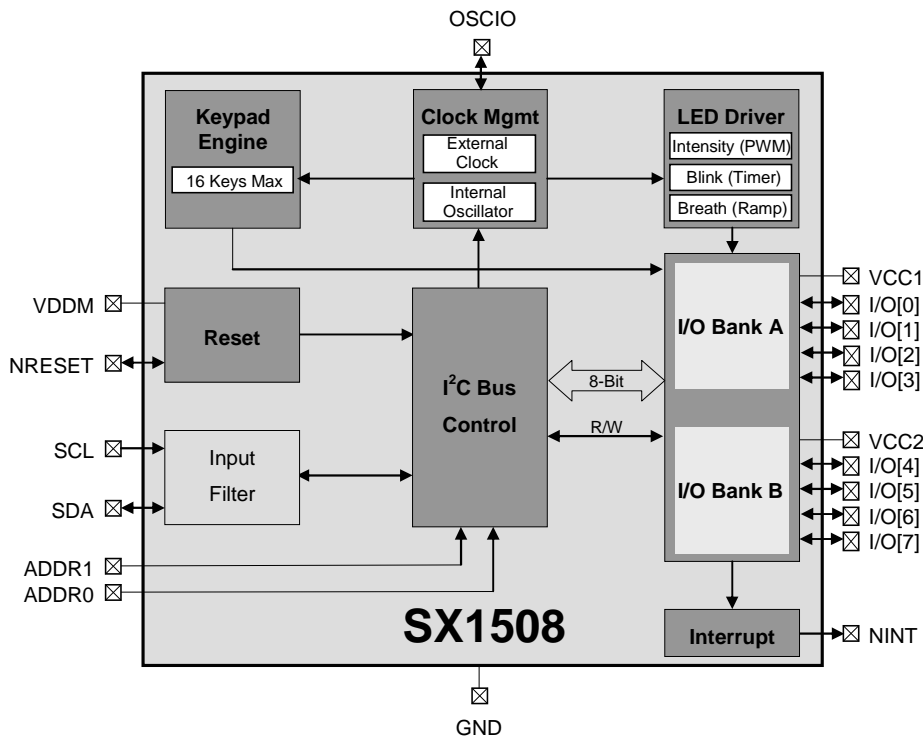 OSCIO
Keypad
Engine
16 Keys Max
Clock Mgmt
External
Clock
Internal
Oscillator
LED Driver
Intensity (PWM)
Blink (Timer)
Breath (Ramp)
VDDM
NRESET
Reset
SCL
SDA
Input
Filter
ADDR1
ADDR0
I²C Bus
Control
8-Bit
R/W
I/O Bank A
I/O Bank B
VCC1
I/O[0]
I/O[1]
I/O[2]
I/O[3]
VCC2
I/O[4]
I/O[5]
I/O[6]
I/O[7]
SX1508
Interrupt
NINT
GND